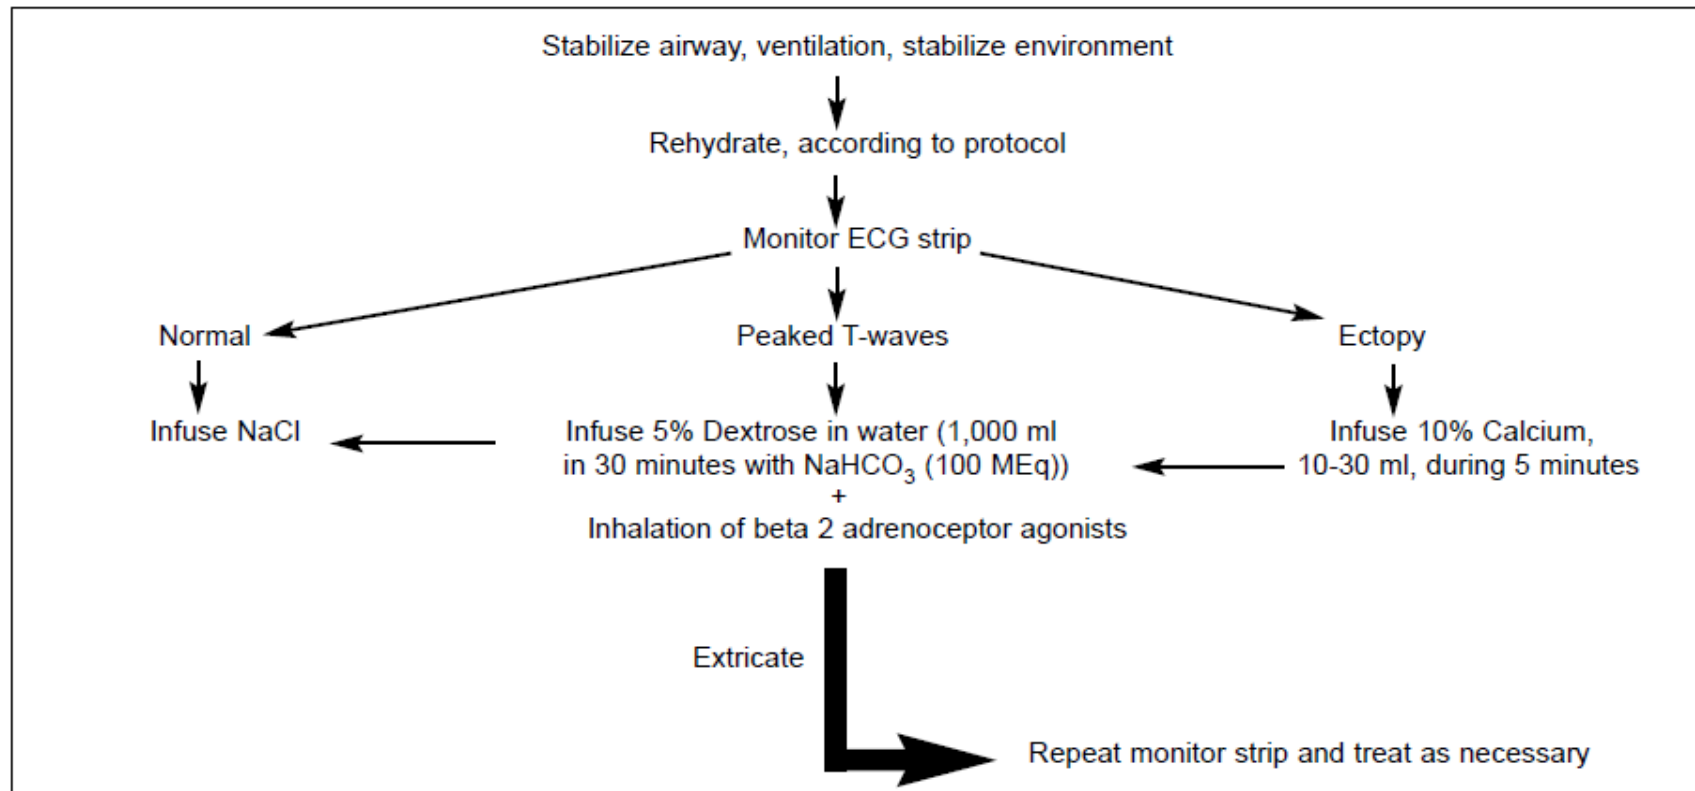 Stabilize airway, ventilation, stabilize environment
Rehydrate, according to protocol
Monitor ECG strip
Normal
Peaked T-waves
Ectopy
Infuse NaCl
Infuse 5% Dextrose in water (1,000 ml
in 30 minutes with NaHCO₃ (100 MEq))
+
Inhalation of beta 2 adrenoceptor agonists
Infuse 10% Calcium,
10-30 ml, during 5 minutes
Extricate
Repeat monitor strip and treat as necessary